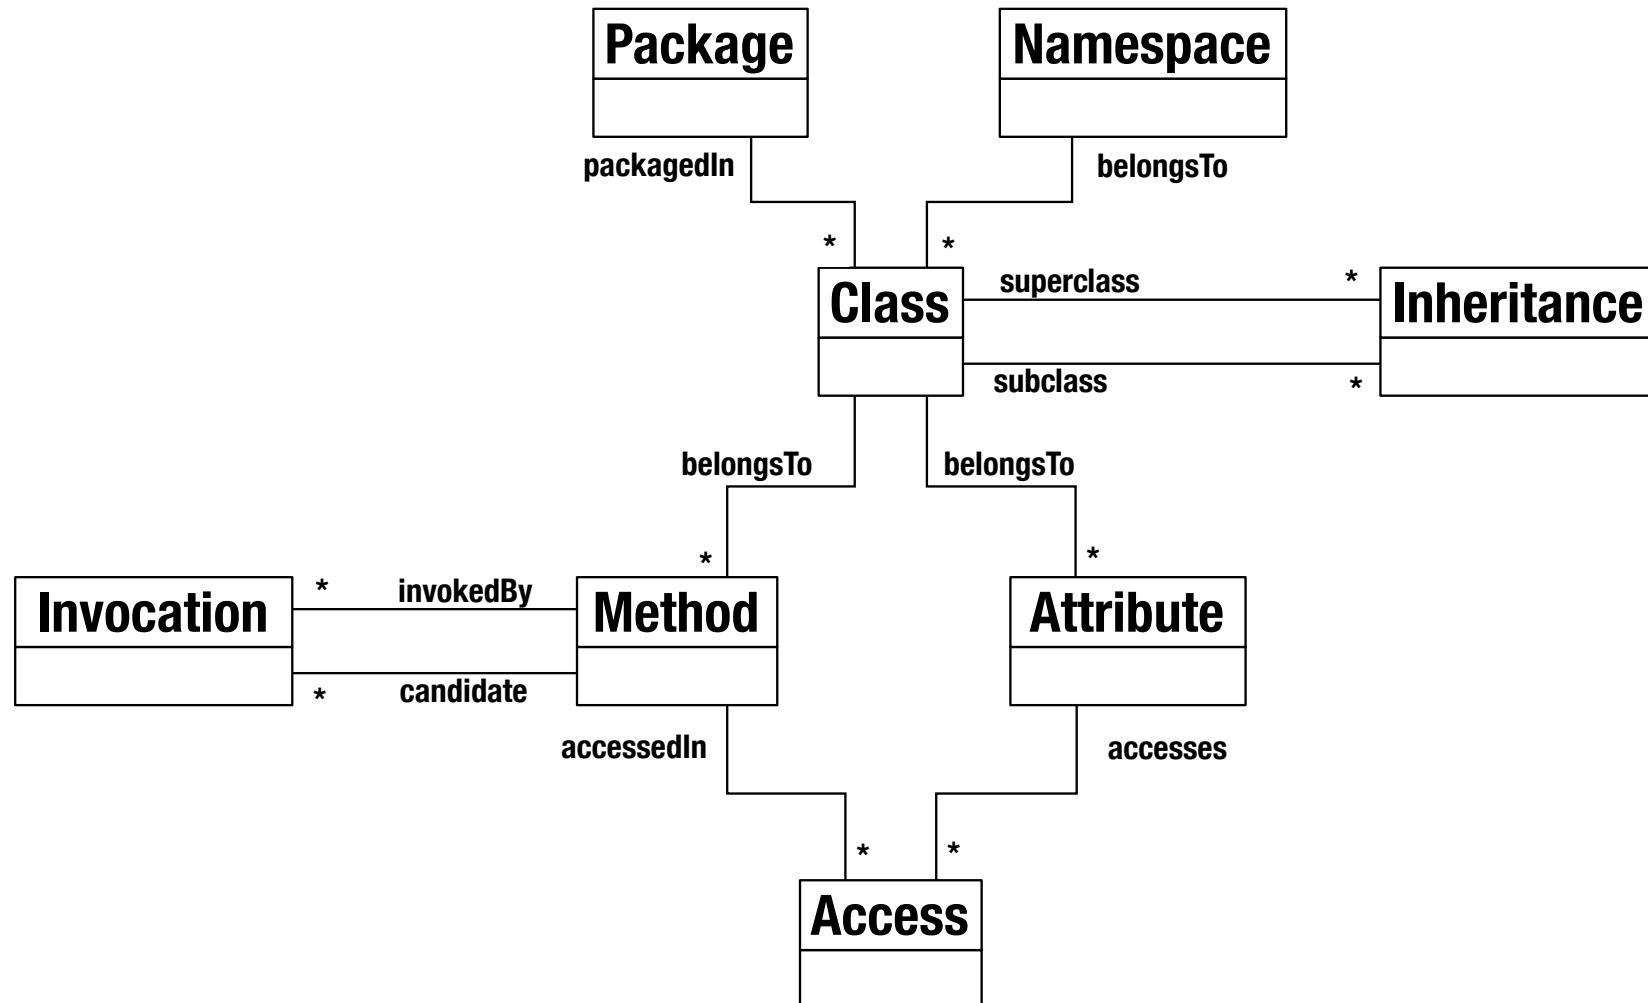 Package
Namespace
packagedIn
belongsTo
*
*
Class
superclass
*
Inheritance
subclass
*
belongsTo
belongsTo
*
*
Invocation
*
invokedBy
Method
Attribute
*
candidate
accessedIn
accesses
*
*
Access